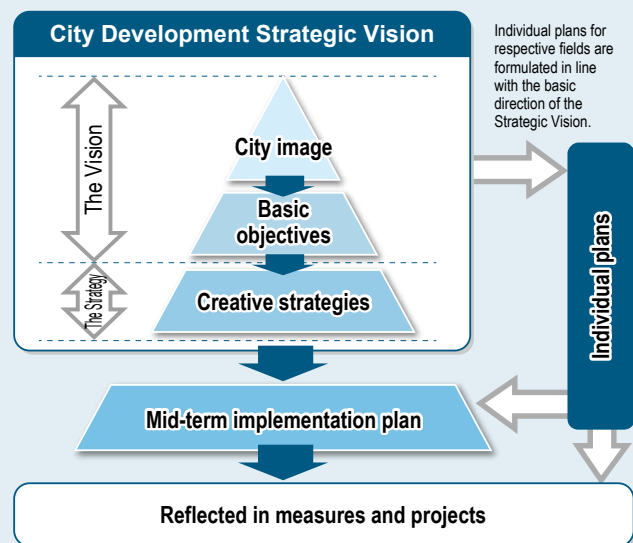 City Development Strategic Vision
Individual plans for
respective fields are
formulated in line
with the basic
direction of the
Strategic Vision.
The Vision
City image
Basic
objectives
The Strategy
Creative strategies
Individual plans
Mid-term implementation plan
Reflected in measures and projects